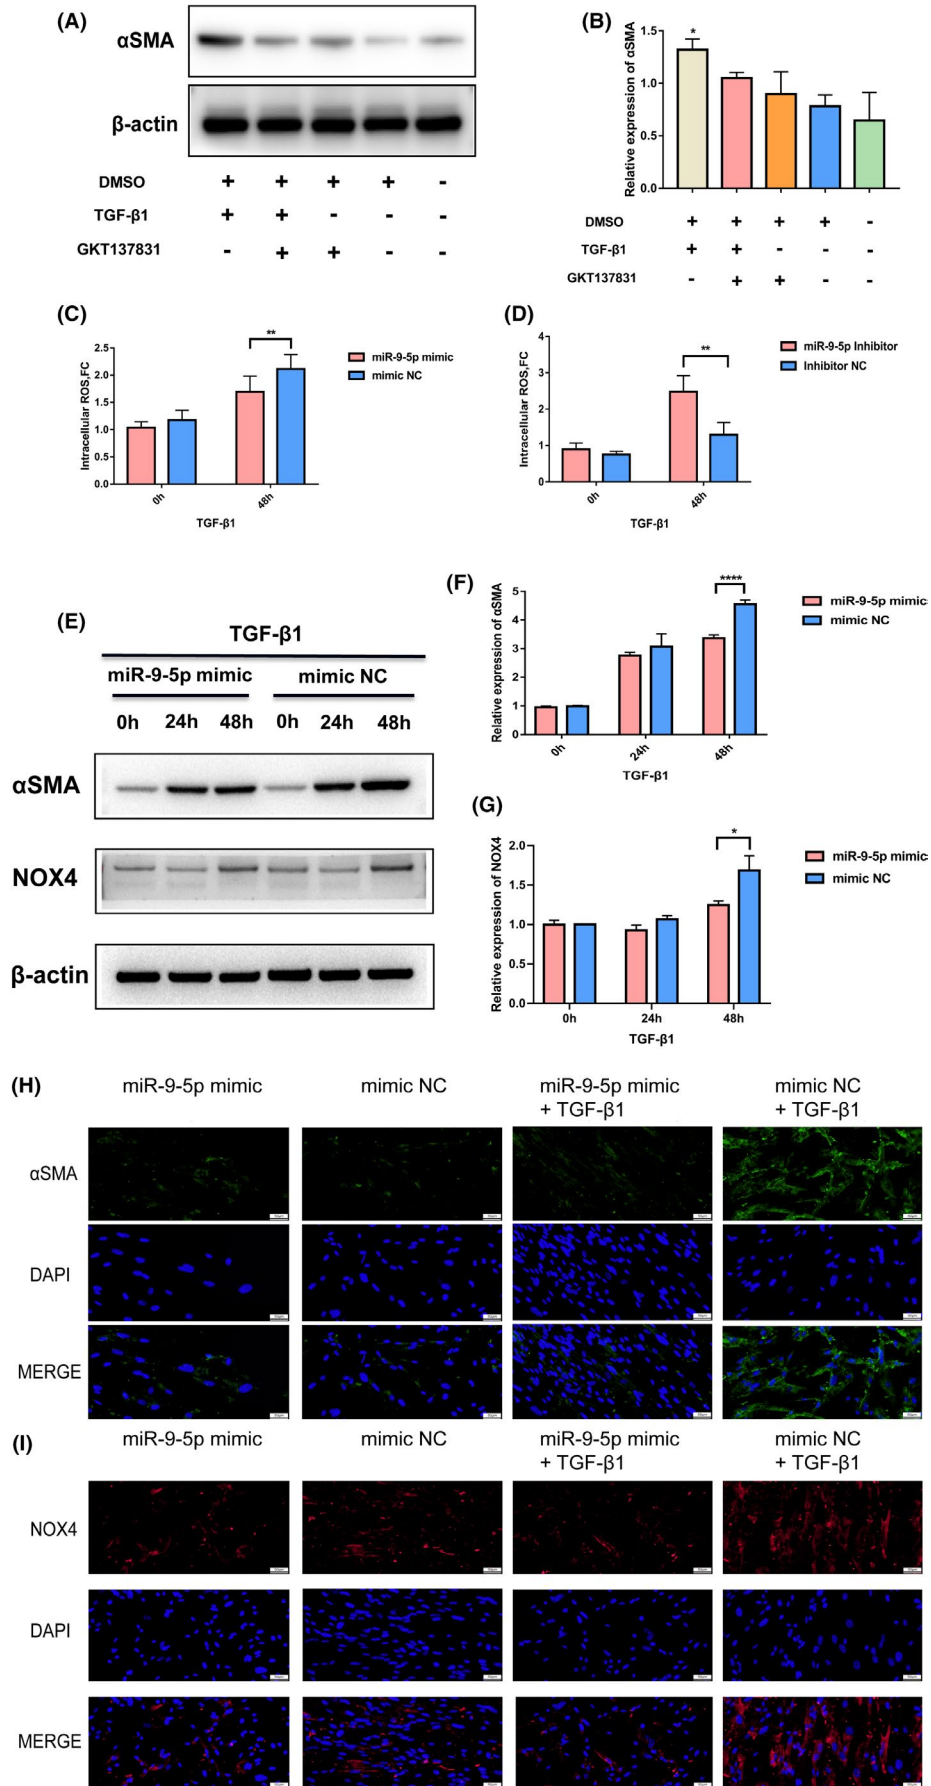 (A)
αSMA
β-actin
DMSO + + + + -
TGF-β1 + + - - -
GKT137831 - + + - -
(B)
Relative expression of αSMA
1.5
1.0
0.5
0.0
*
DMSO + + + + -
TGF-β1 + + - - -
GKT137831 - + + - -
(C)
Intracellular ROS,FC
2.5
2.0
1.5
1.0
0.5
0.0
**
miR-9-5p mimic
mimic NC
0h 48h
TGF-β1
(D)
Intracellular ROS,FC
4
3
2
1
0
**
miR-9-5p Inhibitor
Inhibitor NC
0h 48h
TGF-β1
(E)
TGF-β1
miR-9-5p mimic mimic NC
0h 24h 48h 0h 24h 48h
αSMA
NOX4
β-actin
(F)
Relative expression of αSMA
5
4
3
2
1
0
****
miR-9-5p mimic
mimic NC
0h 24h 48h
TGF-β1
(G)
Relative expression of NOX4
2.0
1.5
1.0
0.5
0.0
*
miR-9-5p mimic
mimic NC
0h 24h 48h
TGF-β1
(H)
miR-9-5p mimic mimic NC miR-9-5p mimic mimic NC
+ TGF-β1 + TGF-β1
αSMA
DAPI
MERGE
(I)
miR-9-5p mimic mimic NC miR-9-5p mimic mimic NC
+ TGF-β1 + TGF-β1
NOX4
DAPI
MERGE